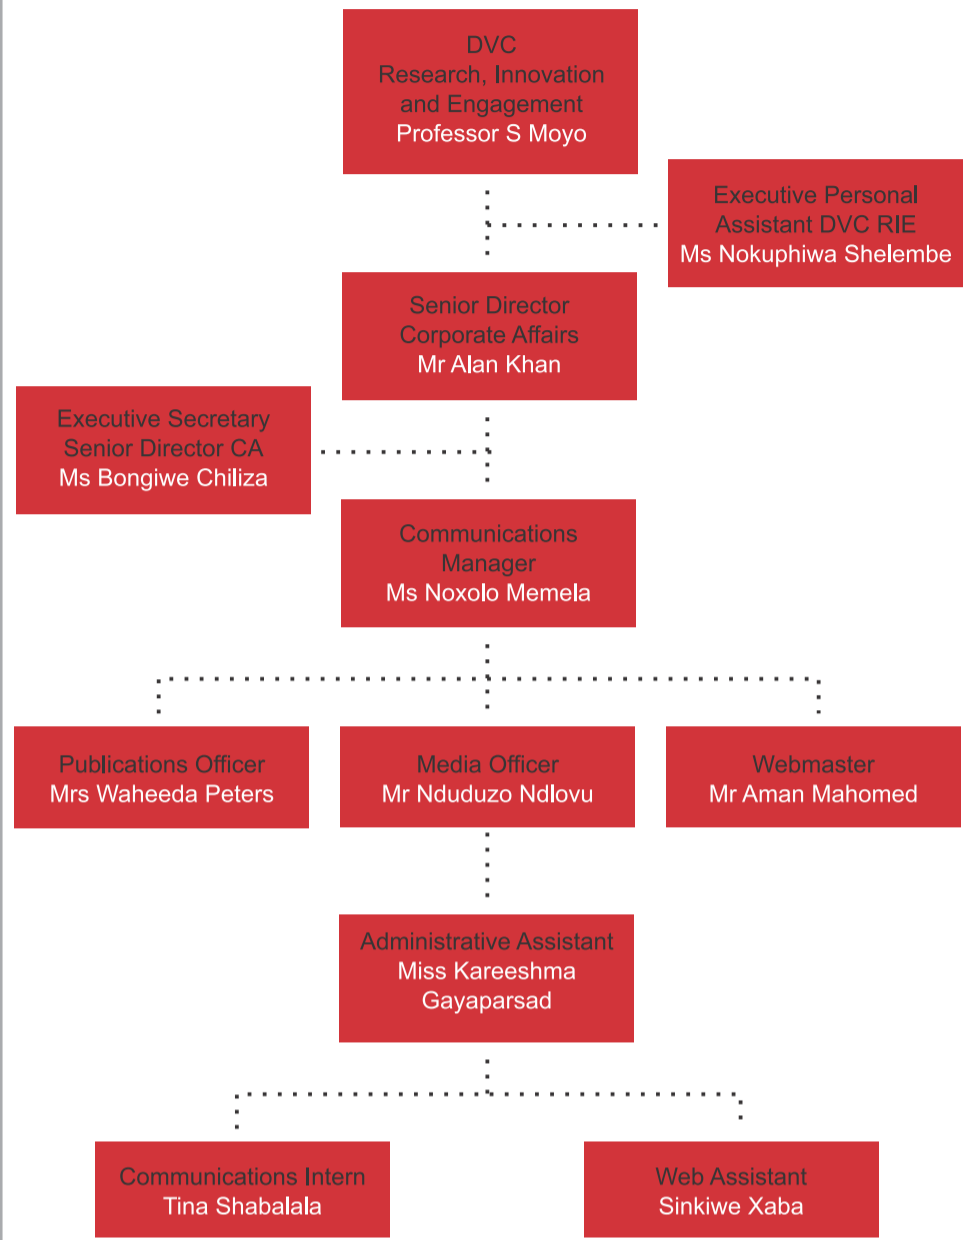 DVC
Research, Innovation
and Engagement
Professor S Moyo
Executive Personal
Assistant DVC RIE
Ms Nokuphiwa Shelembe
Senior Director
Corporate Affairs
Mr Alan Khan
Executive Secretary
Senior Director CA
Ms Bongiwe Chiliza
Communications
Manager
Ms Noxolo Memela
Publications Officer
Mrs Waheeda Peters
Media Officer
Mr Nduduzo Ndlovu
Webmaster
Mr Aman Mahomed
Administrative Assistant
Miss Kareeshma
Gayaparsad
Communications Intern
Tina Shabalala
Web Assistant
Sinkiwe Xaba